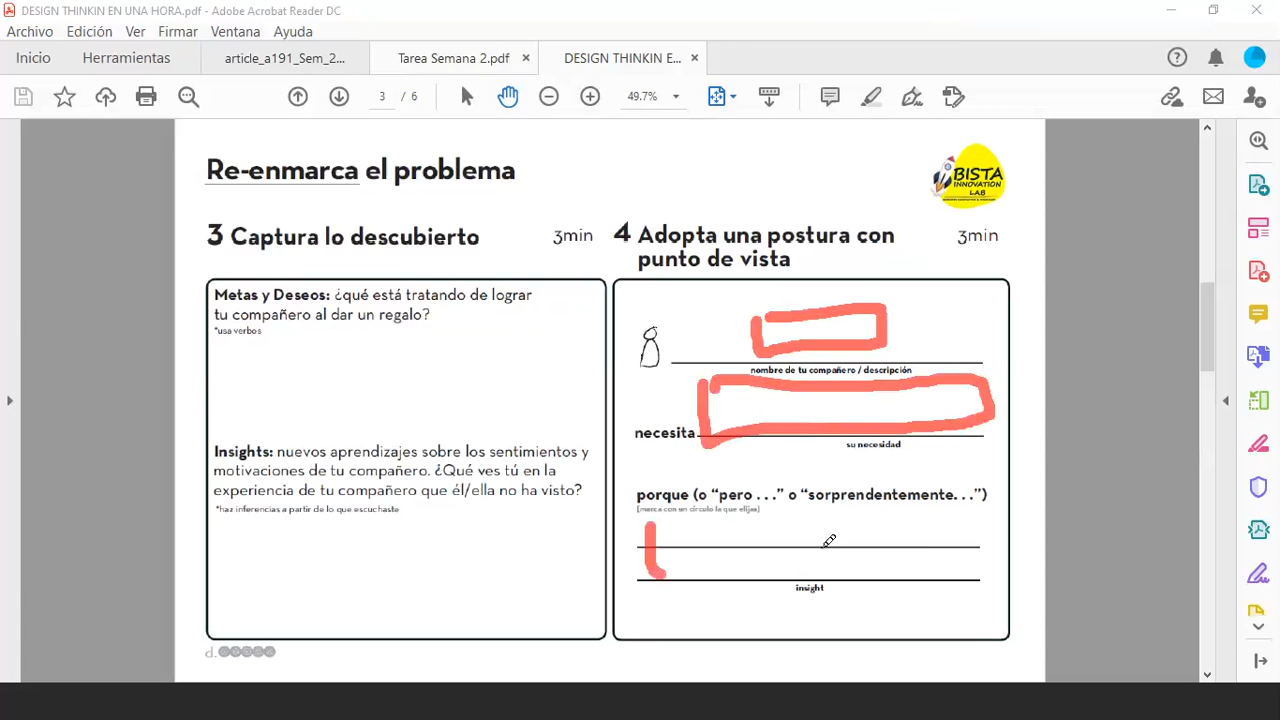 DESIGN THINKIN EN UNA HORA.pdf - Adobe Acrobat Reader DC
Archivo Edición Ver Firmar Ventana Ayuda
Inicio Herramientas article_a191_Sem_2... Tarea Semana 2.pdf DESIGN THINKIN E...
3 / 6 49.7%
Re-enmarca el problema
BISTA
INNOVATION
LAB
3 Captura lo descubierto 3min
Metas y Deseos: ¿qué está tratando de lograr
tu compañero al dar un regalo?
*usa verbos
Insights: nuevos aprendizajes sobre los sentimientos y
motivaciones de tu compañero. ¿Qué ves tú en la
experiencia de tu compañero que él/ella no ha visto?
*haz inferencias a partir de lo que escuchaste
4 Adopta una postura con 3min
punto de vista
nombre de tu compañero / descripción
necesita
su necesidad
porque (o “pero . . .” o “sorprendentemente. . .”)
[marca con un círculo la que elijas]
insight
d.